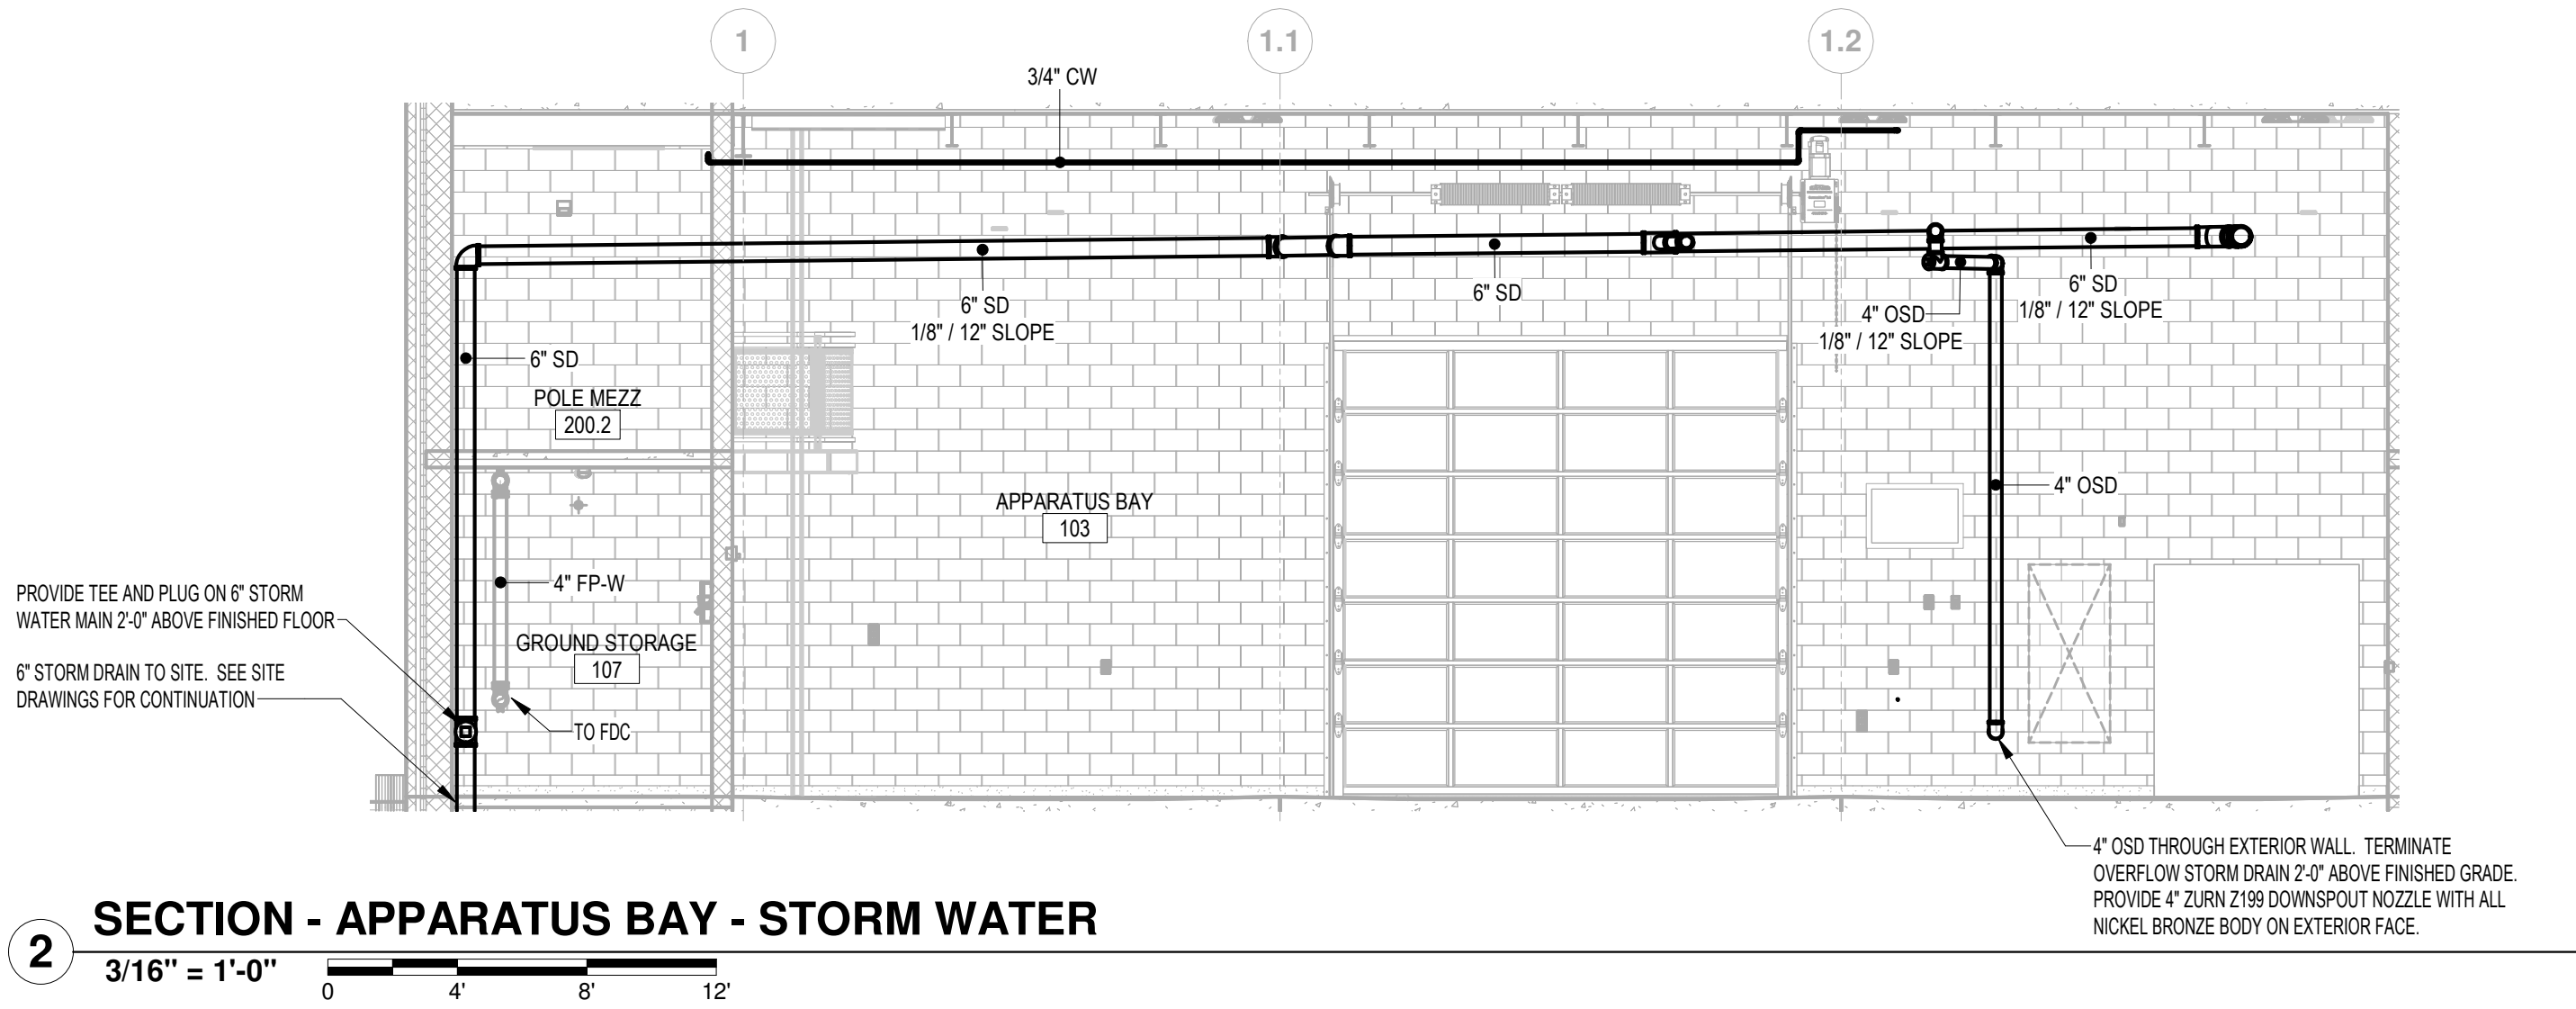 1
1.1
1.2
3/4" CW
6" SD
1/8" / 12" SLOPE
6" SD
4" OSD
1/8" / 12" SLOPE
6" SD
1/8" / 12" SLOPE
6" SD
POLE MEZZ
200.2
4" OSD
APPARATUS BAY
103
4" FP-W
PROVIDE TEE AND PLUG ON 6" STORM
WATER MAIN 2'-0" ABOVE FINISHED FLOOR
GROUND STORAGE
107
6" STORM DRAIN TO SITE. SEE SITE
DRAWINGS FOR CONTINUATION
TO FDC
4" OSD THROUGH EXTERIOR WALL. TERMINATE
OVERFLOW STORM DRAIN 2'-0" ABOVE FINISHED GRADE.
PROVIDE 4" ZURN Z199 DOWNSPOUT NOZZLE WITH ALL
NICKEL BRONZE BODY ON EXTERIOR FACE.
2
SECTION - APPARATUS BAY - STORM WATER
3/16" = 1'-0"
0 4' 8' 12'